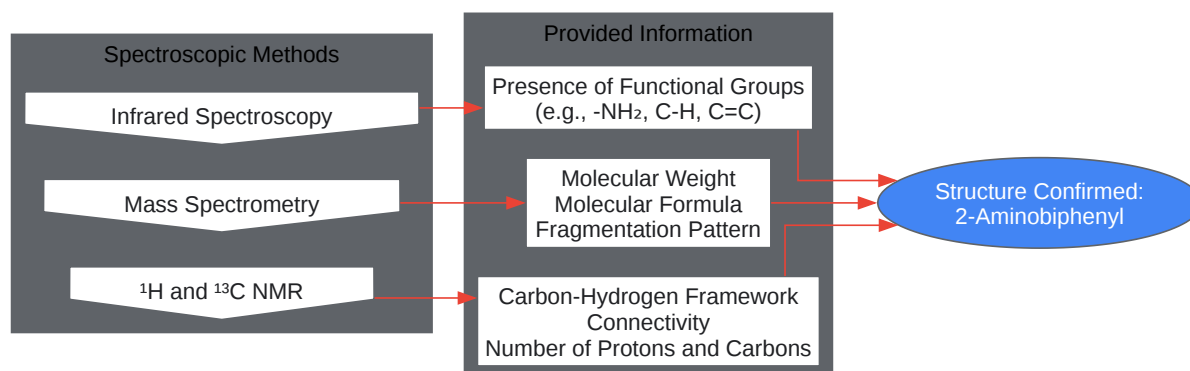 Spectroscopic Methods
Infrared Spectroscopy
Mass Spectrometry
¹H and ¹³C NMR
Provided Information
Presence of Functional Groups
(e.g., -NH₂, C-H, C=C)
Molecular Weight
Molecular Formula
Fragmentation Pattern
Carbon-Hydrogen Framework
Connectivity
Number of Protons and Carbons
Structure Confirmed:
2-Aminobiphenyl